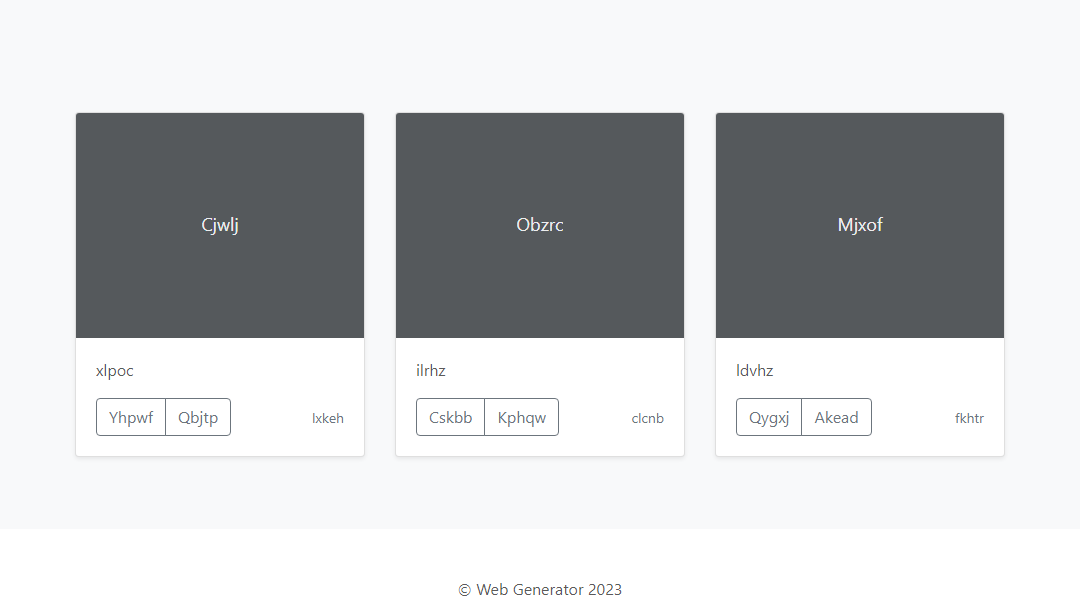 Cjwlj
Obzrc
Mjxof
xlpoc
ilrhz
ldvhz
Yhpwf Qbjtp lxkeh
Cskbb Kphqw clcnb
Qygxj Akead fkhtr
© Web Generator 2023